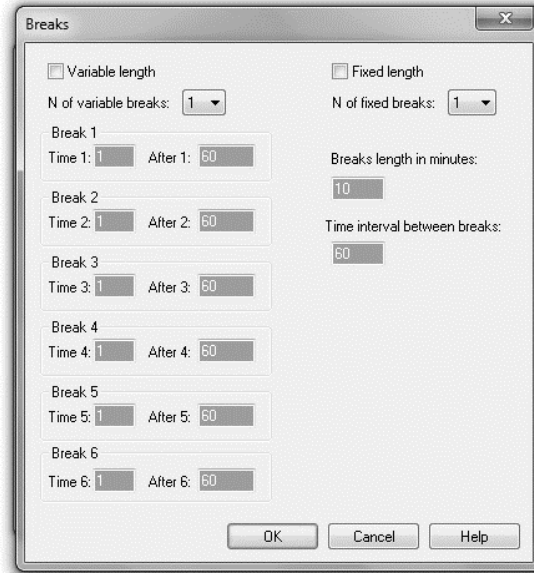 Breaks
Variable length
N of variable breaks: 1
Break 1
Time 1: 1 After 1: 60
Break 2
Time 2: 1 After 2: 60
Break 3
Time 3: 1 After 3: 60
Break 4
Time 4: 1 After 4: 60
Break 5
Time 5: 1 After 5: 60
Break 6
Time 6: 1 After 6: 60
Fixed length
N of fixed breaks: 1
Breaks length in minutes:
10
Time interval between breaks:
60
OK Cancel Help